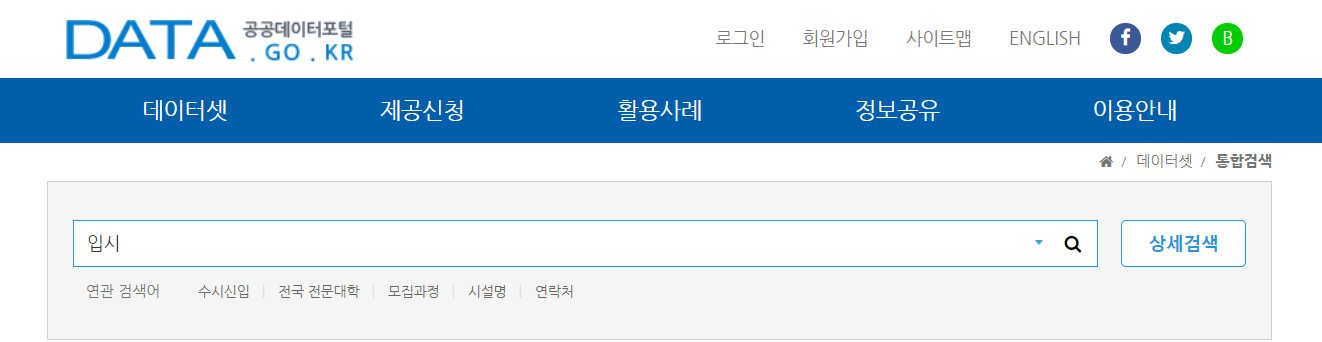 DATA 공공데이터포털
.GO.KR
로그인 회원가입 사이트맵 ENGLISH f B
데이터셋 제공신청 활용사례 정보공유 이용안내
/ 데이터셋 / 통합검색
입시 상세검색
연관 검색어 수시신입 | 전국 전문대학 | 모집과정 | 시설명 | 연락처